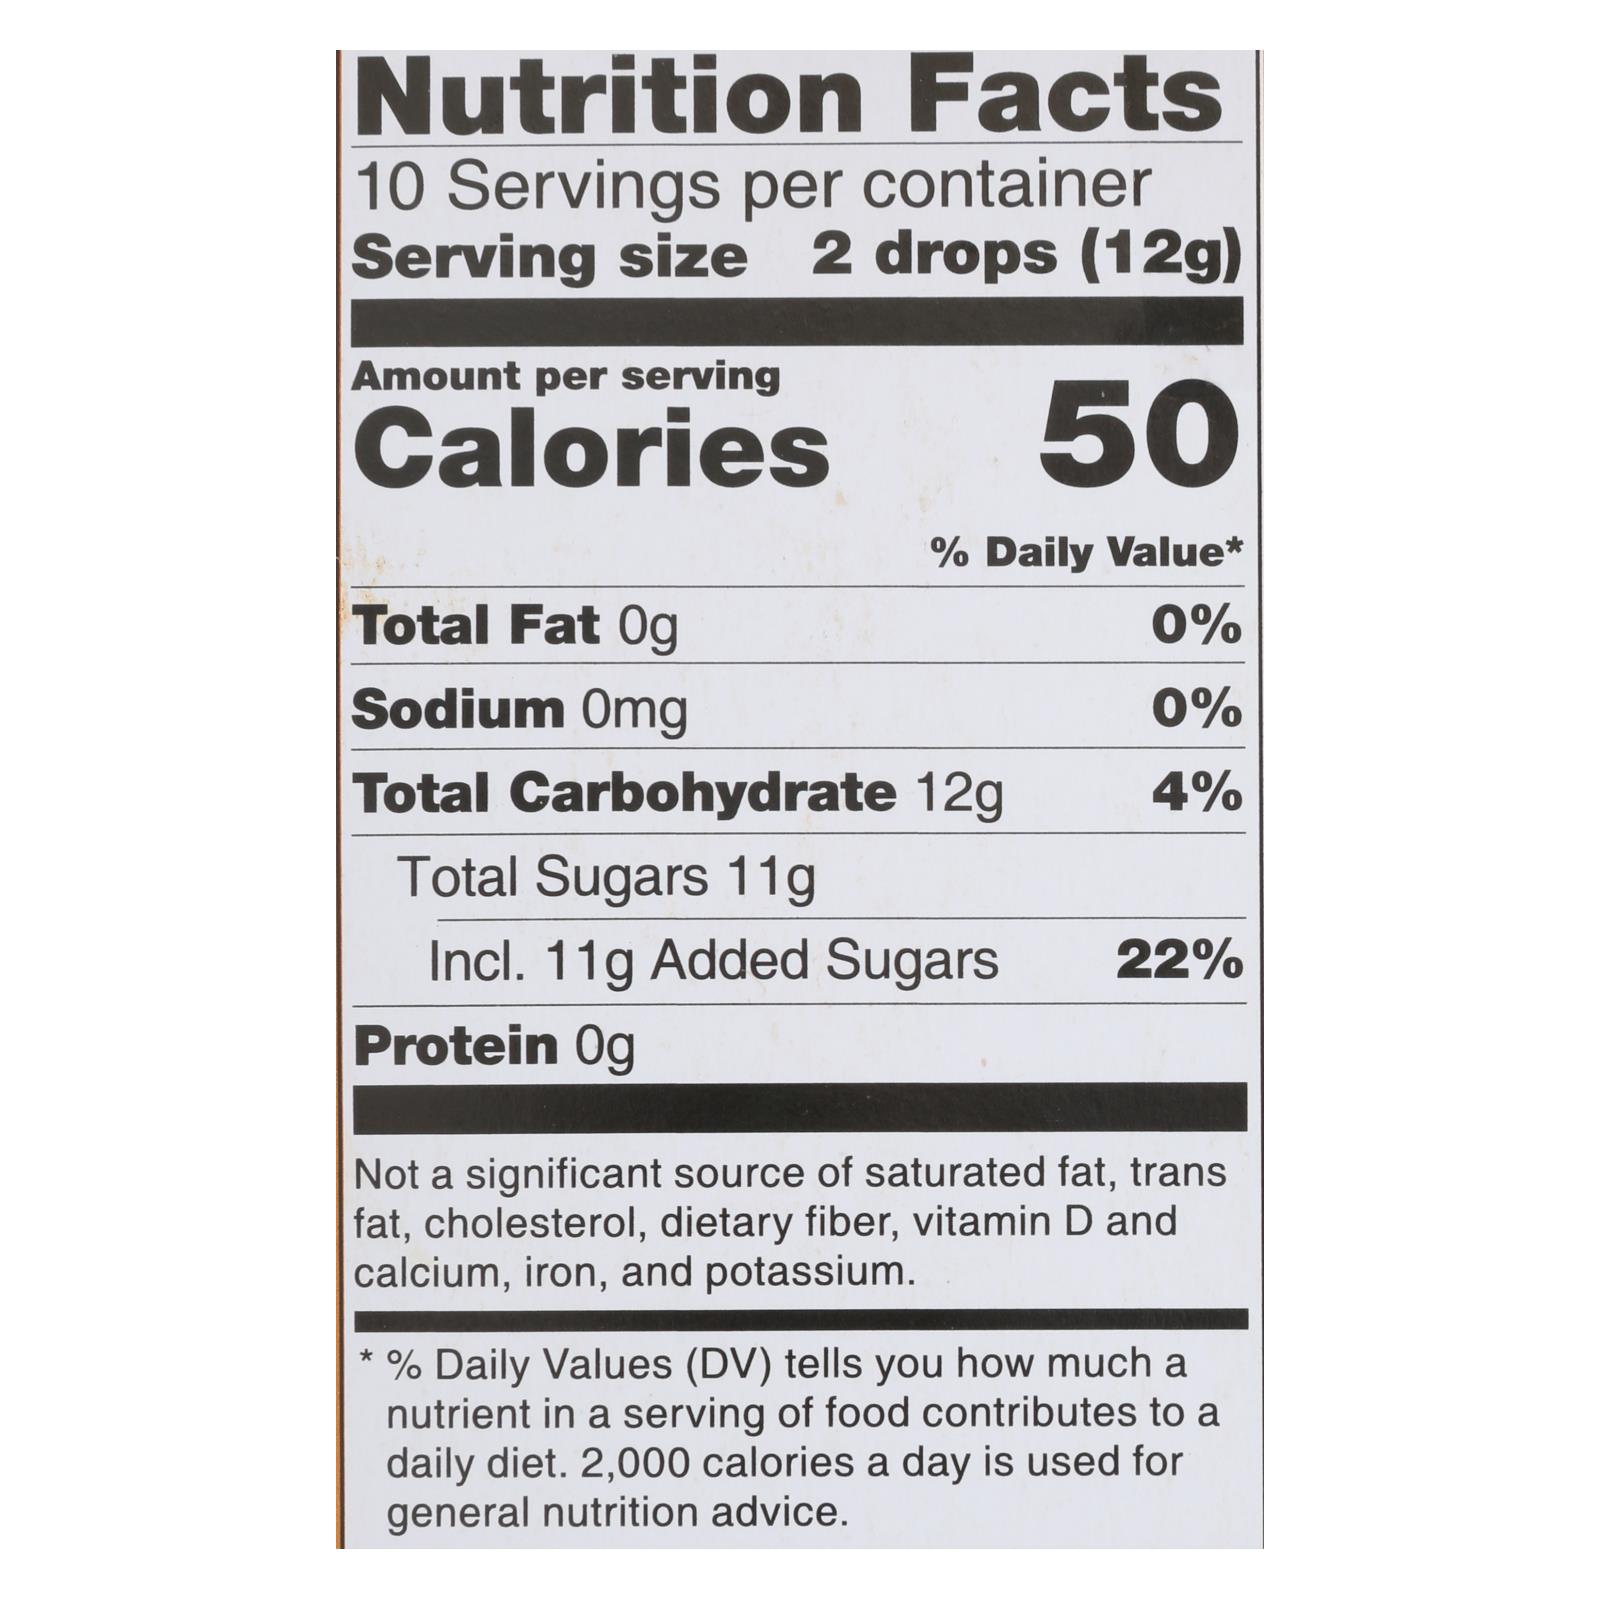 Nutrition Facts
10 Servings per container
Serving size 2 drops (12g)
Amount per serving
Calories 50
% Daily Value*
Total Fat 0g 0%
Sodium 0mg 0%
Total Carbohydrate 12g 4%
Total Sugars 11g
Incl. 11g Added Sugars 22%
Protein 0g
Not a significant source of saturated fat, trans
fat, cholesterol, dietary fiber, vitamin D and
calcium, iron, and potassium.
* % Daily Values (DV) tells you how much a
nutrient in a serving of food contributes to a
daily diet. 2,000 calories a day is used for
general nutrition advice.